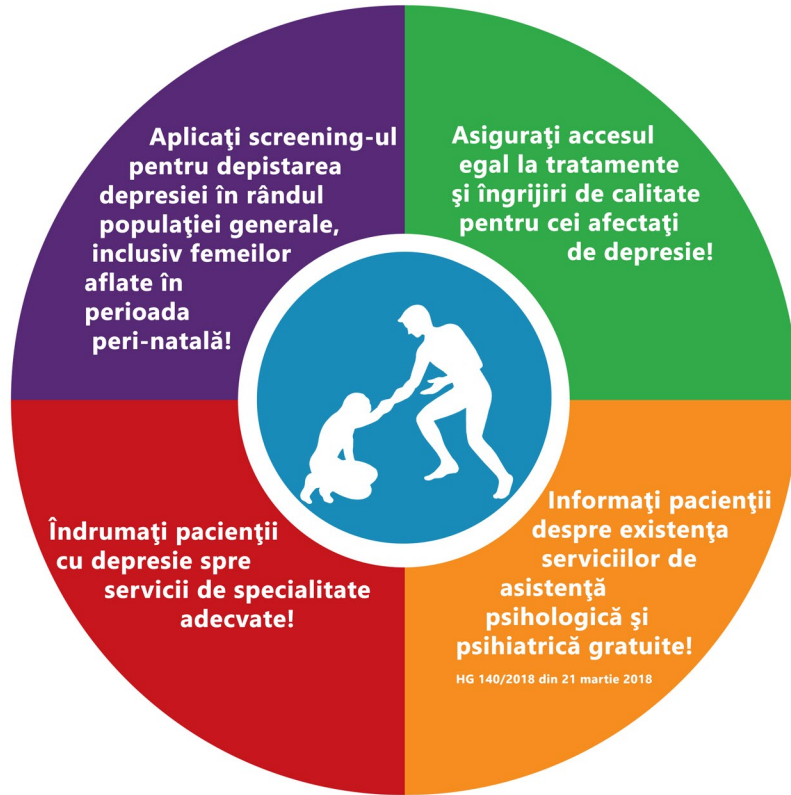 Aplicaţi screening-ul
pentru depistarea
depresiei în rândul
populaţiei generale,
inclusiv femeilor
aflate în
perioada
peri-natală!
Asiguraţi accesul
egal la tratamente
şi îngrijiri de calitate
pentru cei afectaţi
de depresie!
Îndrumaţi pacienţii
cu depresie spre
servicii de specialitate
adecvate!
Informaţi pacienţii
despre existenţa
serviciilor de
asistenţă
psihologică şi
psihiatrică gratuite!
HG 140/2018 din 21 martie 2018